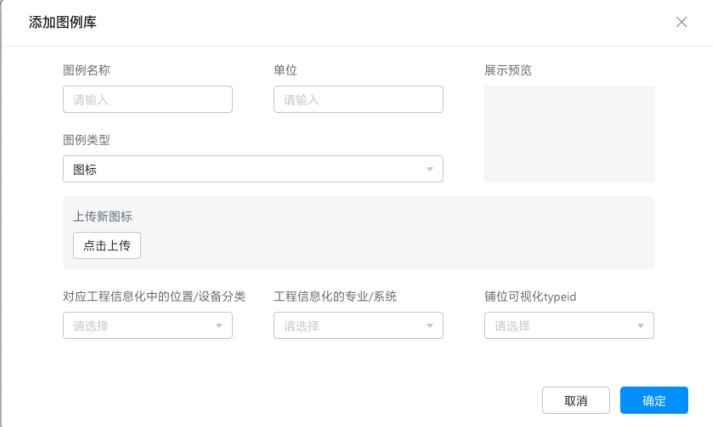 添加图例库
图例名称 单位 展示预览
请输入 请输入
图例类型
图标
上传新图标
点击上传
对应工程信息化中的位置/设备分类 工程信息化的专业/系统 铺位可视化typeid
请选择 请选择 请选择
取消 确定